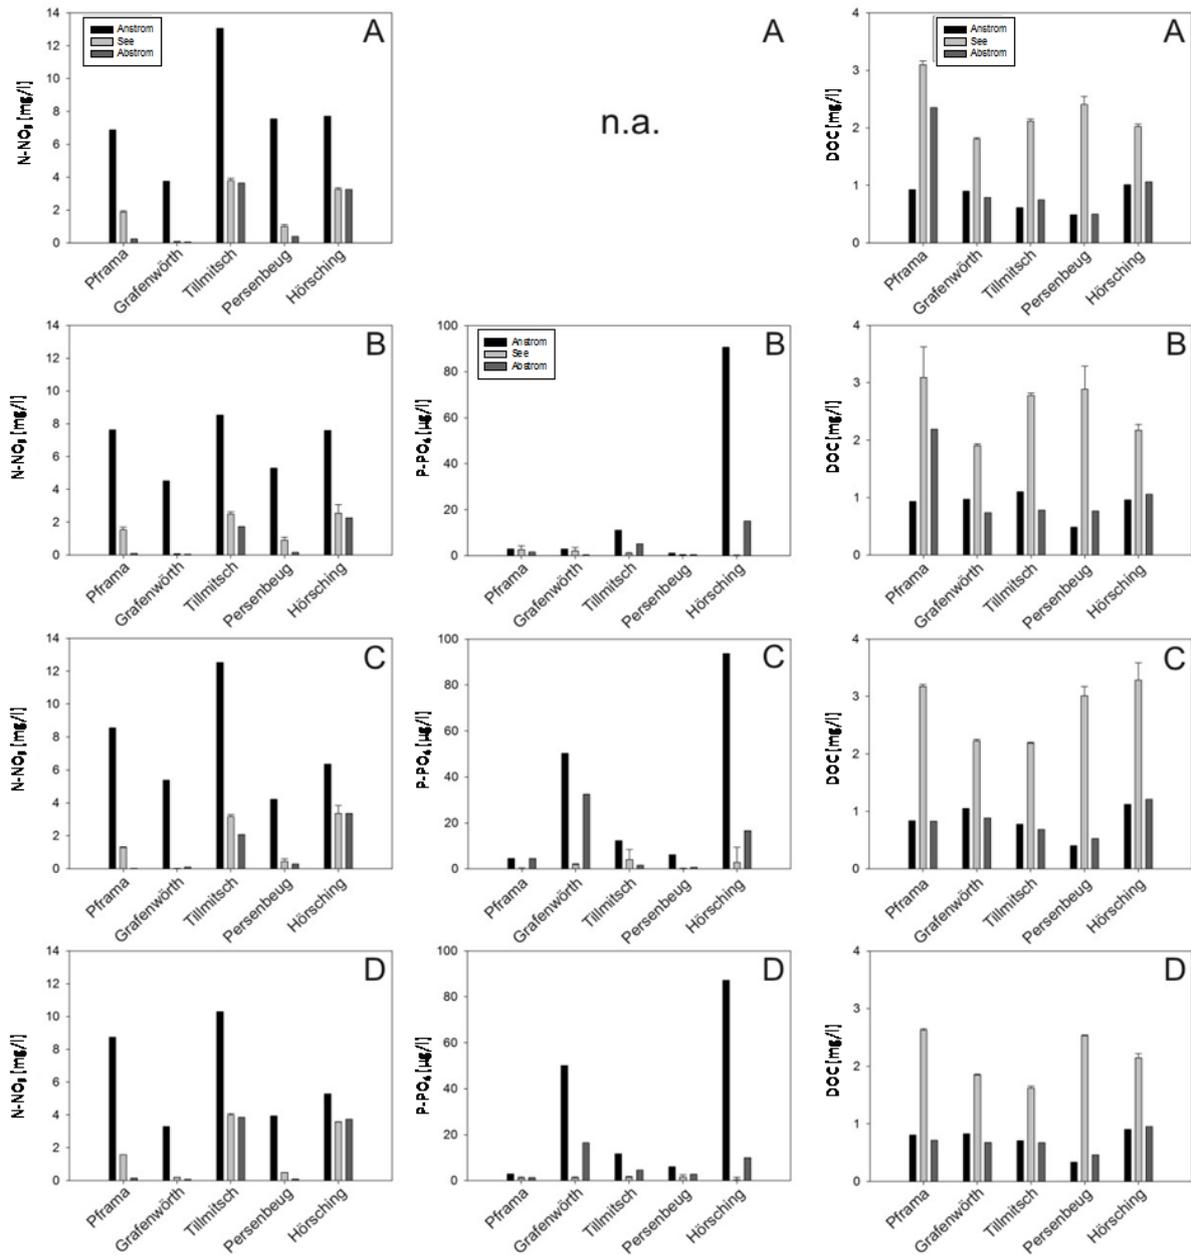 A
Anstrom
See
Abstrom
N-NO₃ [mg/l]
14
12
10
8
6
4
2
0
Pframa
Grafenwörth
Tillmitsch
Persenbeug
Hörsching
A
n.a.
A
Anstrom
See
Abstrom
DOC [mg/l]
4
3
2
1
0
Pframa
Grafenwörth
Tillmitsch
Persenbeug
Hörsching
B
N-NO₃ [mg/l]
14
12
10
8
6
4
2
0
Pframa
Grafenwörth
Tillmitsch
Persenbeug
Hörsching
B
Anstrom
See
Abstrom
P-PO₄ [µg/l]
100
80
60
40
20
0
Pframa
Grafenwörth
Tillmitsch
Persenbeug
Hörsching
B
DOC [mg/l]
4
3
2
1
0
Pframa
Grafenwörth
Tillmitsch
Persenbeug
Hörsching
C
N-NO₃ [mg/l]
14
12
10
8
6
4
2
0
Pframa
Grafenwörth
Tillmitsch
Persenbeug
Hörsching
C
P-PO₄ [µg/l]
100
80
60
40
20
0
Pframa
Grafenwörth
Tillmitsch
Persenbeug
Hörsching
C
DOC [mg/l]
4
3
2
1
0
Pframa
Grafenwörth
Tillmitsch
Persenbeug
Hörsching
D
N-NO₃ [mg/l]
14
12
10
8
6
4
2
0
Pframa
Grafenwörth
Tillmitsch
Persenbeug
Hörsching
D
P-PO₄ [µg/l]
100
80
60
40
20
0
Pframa
Grafenwörth
Tillmitsch
Persenbeug
Hörsching
D
DOC [mg/l]
4
3
2
1
0
Pframa
Grafenwörth
Tillmitsch
Persenbeug
Hörsching